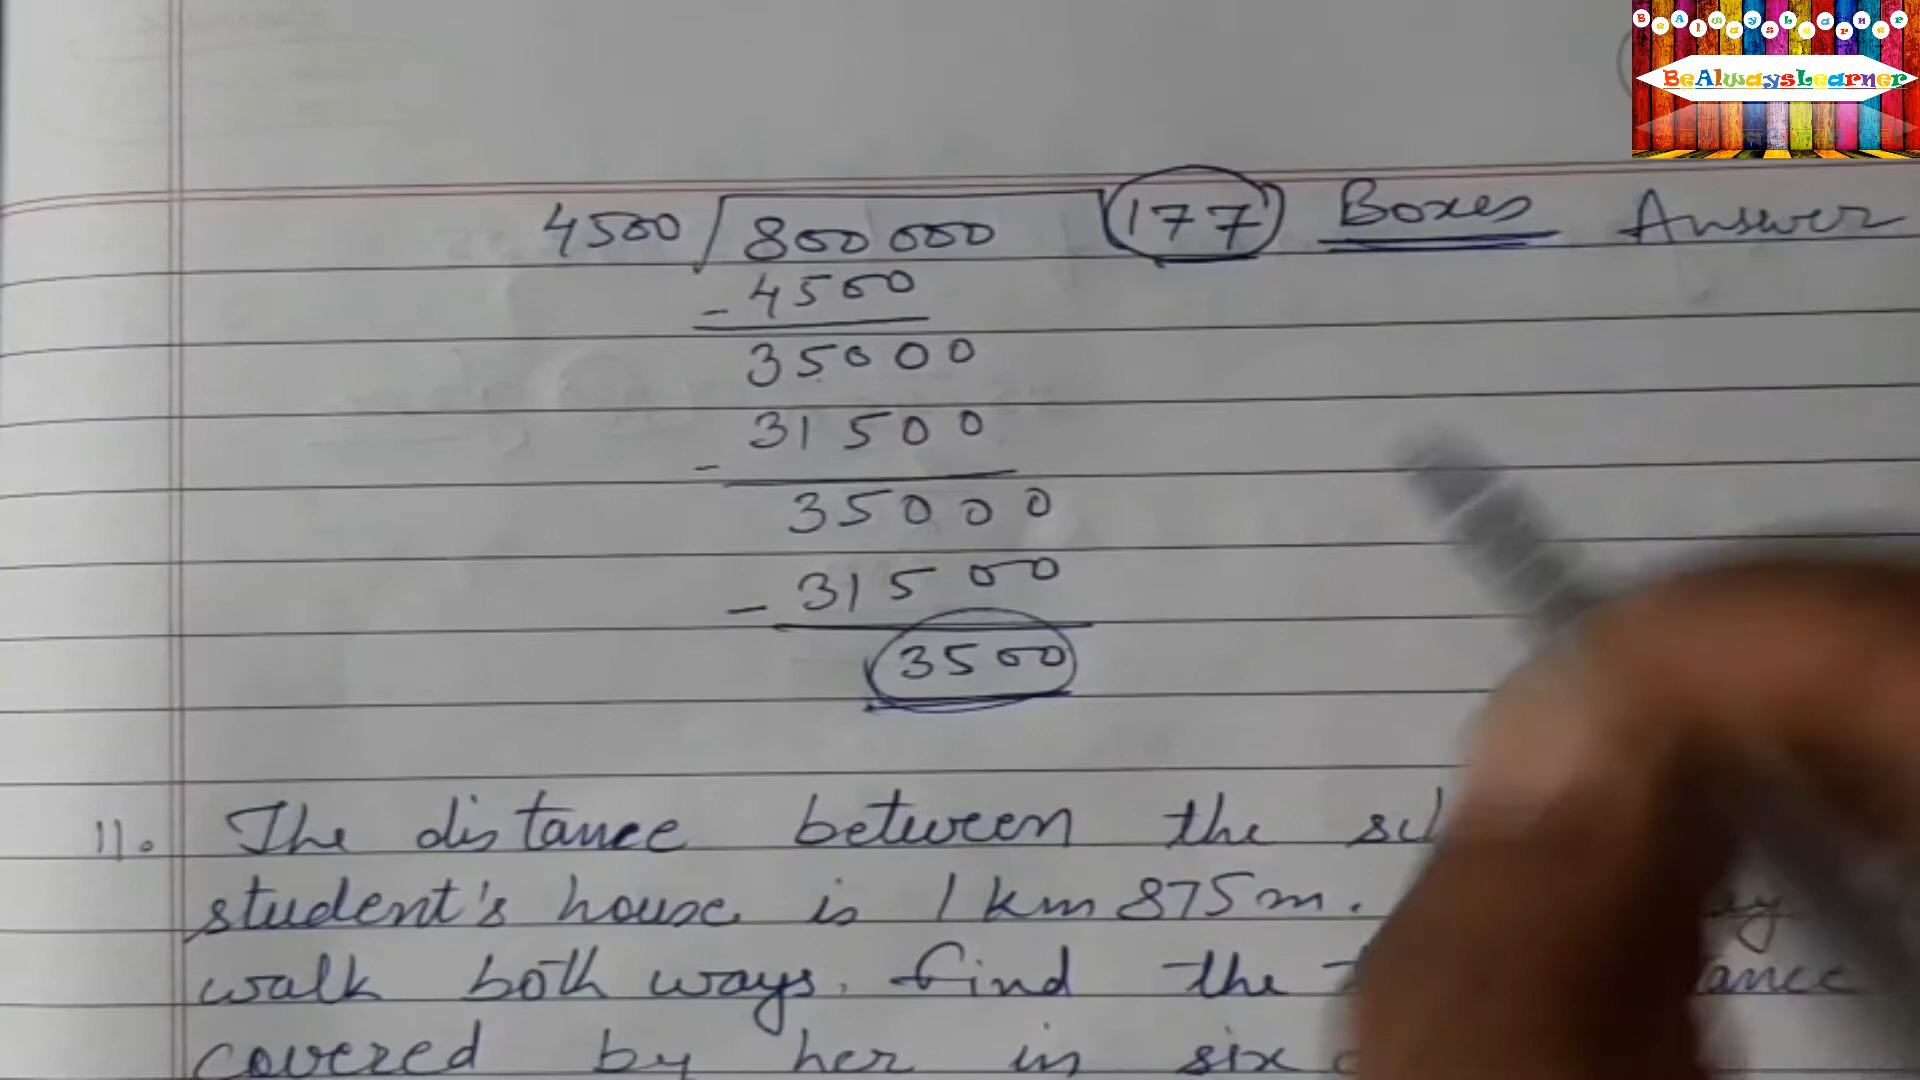 BeAlwaysLearner
BeAlwaysLearner
4500 800000 177 Boxes Answer
- 4500
35000
- 31500
35000
- 31500
3500
11. The distance between the
student's house is 1 km 875 m.
walk both ways. Find the
covered by her in six